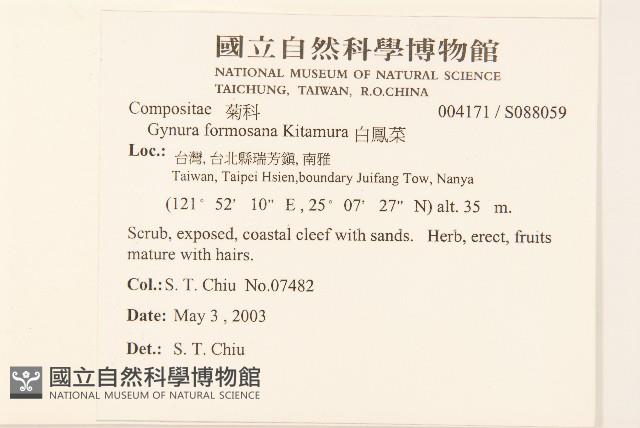 國立自然科學博物館
NATIONAL MUSEUM OF NATURAL SCIENCE
TAICHUNG, TAIWAN, R.O.CHINA
Compositae 菊科 004171 / S088059
Gynura formosana Kitamura 白鳳菜
Loc.: 台灣, 台北縣瑞芳鎮, 南雅
Taiwan, Taipei Hsien,boundary Juifang Tow, Nanya
(121° 52' 10" E , 25° 07' 27" N) alt. 35 m.
Scrub, exposed, coastal cleef with sands. Herb, erect, fruits
mature with hairs.
Col.: S. T. Chiu No.07482
Date: May 3 , 2003
Det.: S. T. Chiu
國立自然科學博物館
NATIONAL MUSEUM OF NATURAL SCIENCE